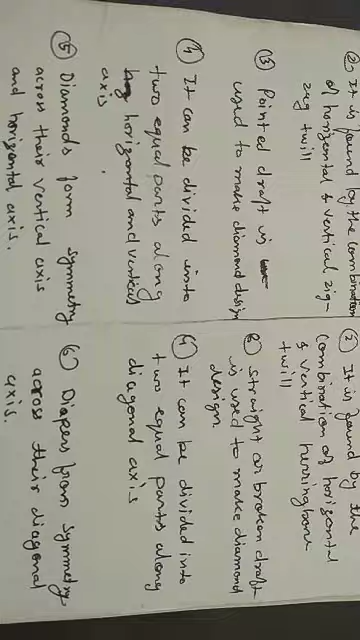 ② It is found by the combination
of horizontal & vertical zig-
zag twill
③ Pointed draft is
used to make diamond design
④ It can be divided into
two equal parts along
horizontal and vertical
axis.
⑤ Diamonds form symmetry
across their vertical axis
and horizontal axis.
② It is found by the
combination of horizontal
& vertical herringbone
twill
③ straight or broken draft
is used to make diamond
design
④ It can be divided into
two equal parts along
diagonal axis
⑥ Diapers form symmetry
across their diagonal
axis.